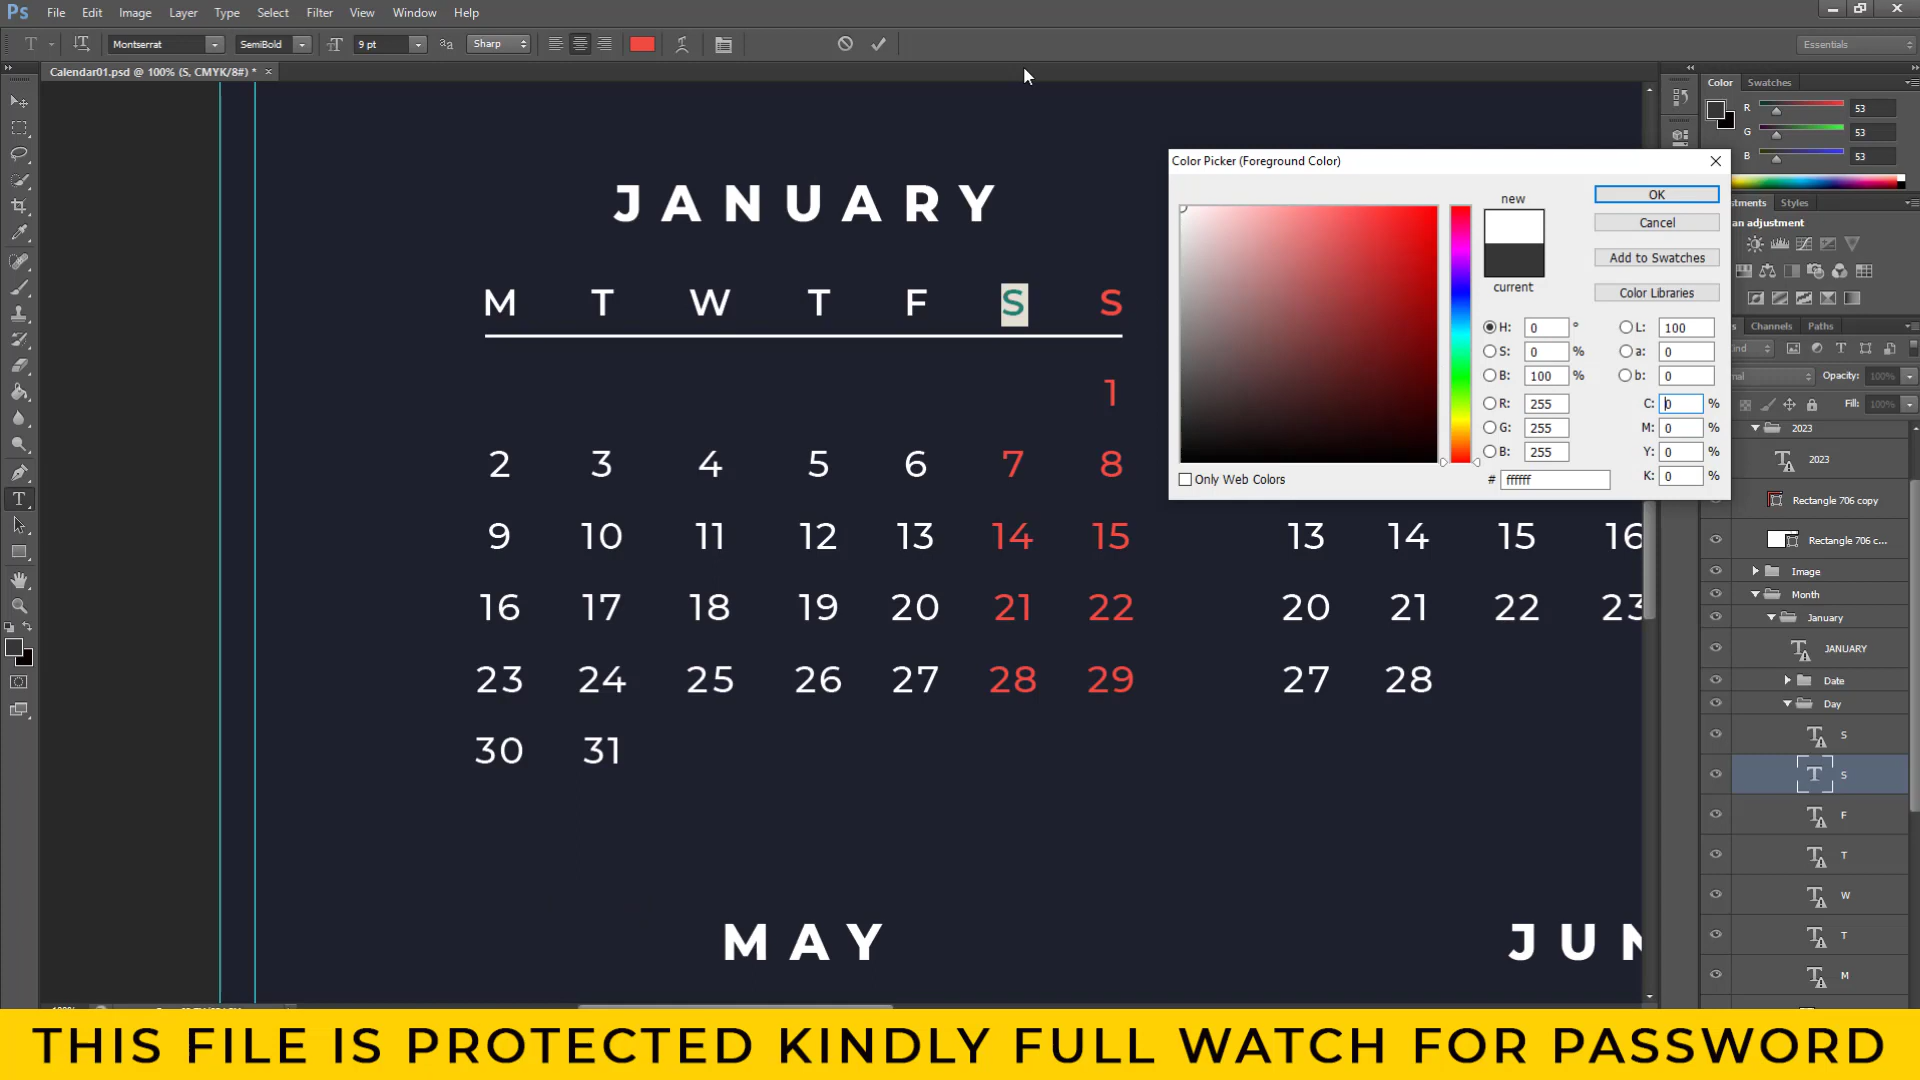 Ps File Edit Image Layer Type Select Filter 3D View Window Help
Montserrat SemiBold 9 pt Sharp Essentials
Calendar01.psd @ 100% (S, CMYK/8#) *
JANUARY
M T W T F S S
1
2 3 4 5 6 7 8
9 10 11 12 13 14 15
16 17 18 19 20 21 22
23 24 25 26 27 28 29
30 31
13 14 15 16
20 21 22 23
27 28
MAY
JUN
Color Picker (Foreground Color)
new
current
OK
Cancel
Add to Swatches
Color Libraries
H: 0 ° L: 100
S: 0 % a: 0
B: 100 % b: 0
R: 255 C: 0 %
G: 255 M: 0 %
B: 255 Y: 0 %
# ffffff K: 0 %
Only Web Colors
Color Swatches
R 53
G 53
B 53
Styles
an adjustment
Channels Paths
Opacity: 100%
Fill: 100%
2023
2023
Rectangle 706 copy
Rectangle 706 c...
Image
Month
January
JANUARY
Date
Day
S
S
F
T
W
T
M
THIS FILE IS PROTECTED KINDLY FULL WATCH FOR PASSWORD